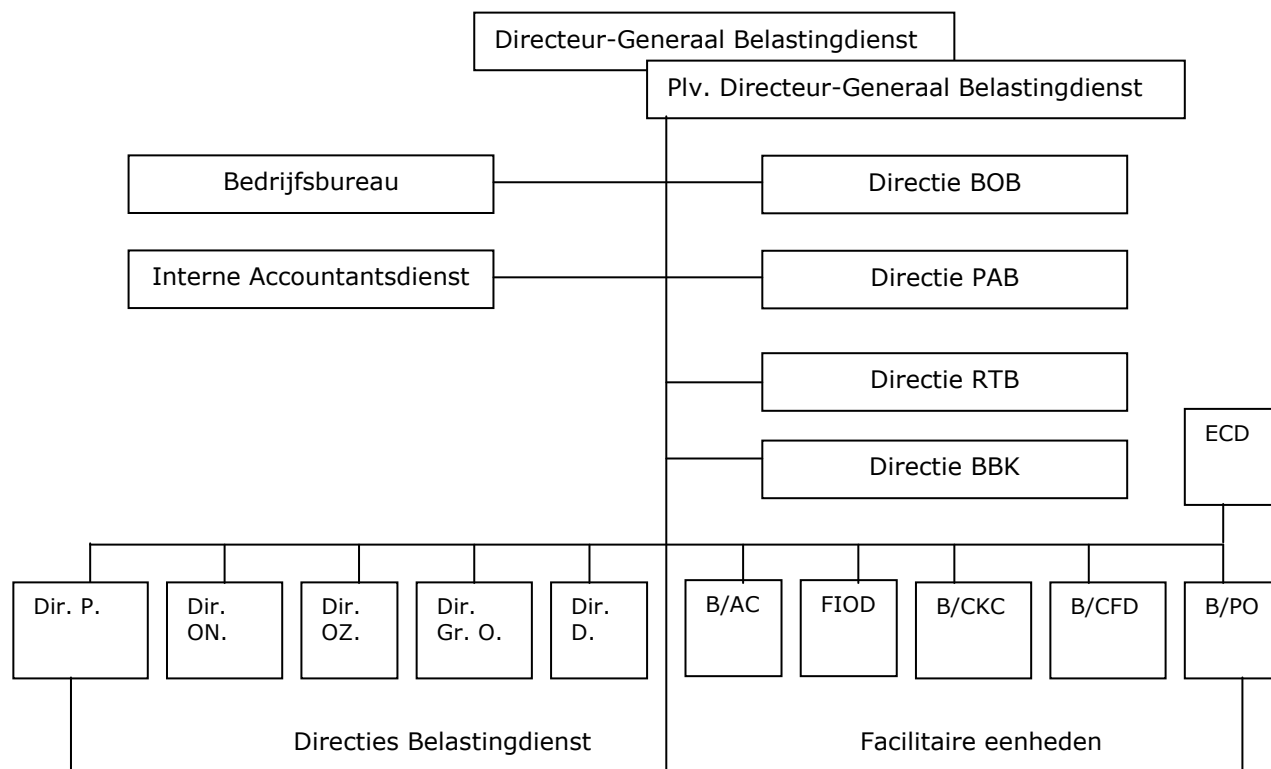 Directeur-Generaal Belastingdienst
Plv. Directeur-Generaal Belastingdienst
Bedrijfsbureau
Directie BOB
Interne Accountantsdienst
Directie PAB
Directie RTB
ECD
Directie BBK
Dir. P.
Dir.
ON.
Dir.
OZ.
Dir.
Gr. O.
Dir.
D.
B/AC
FIOD
B/CKC
B/CFD
B/PO
Directies Belastingdienst
Facilitaire eenheden